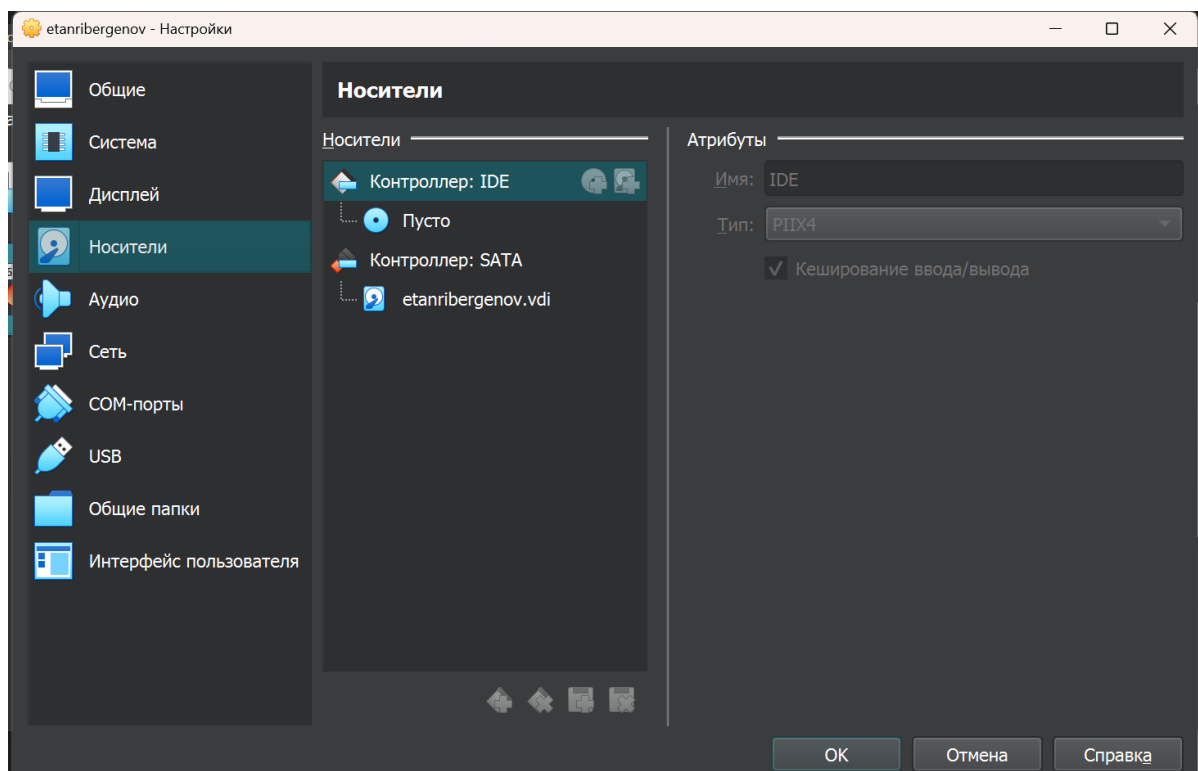 etanribergenov - Настройки
Общие
Система
Дисплей
Носители
Аудио
Сеть
COM-порты
USB
Общие папки
Интерфейс пользователя
Носители
Носители
Контроллер: IDE
Пусто
Контроллер: SATA
etanribergenov.vdi
Атрибуты
Имя: IDE
Тип: PIIX4
Кеширование ввода/вывода
OK Отмена Справка